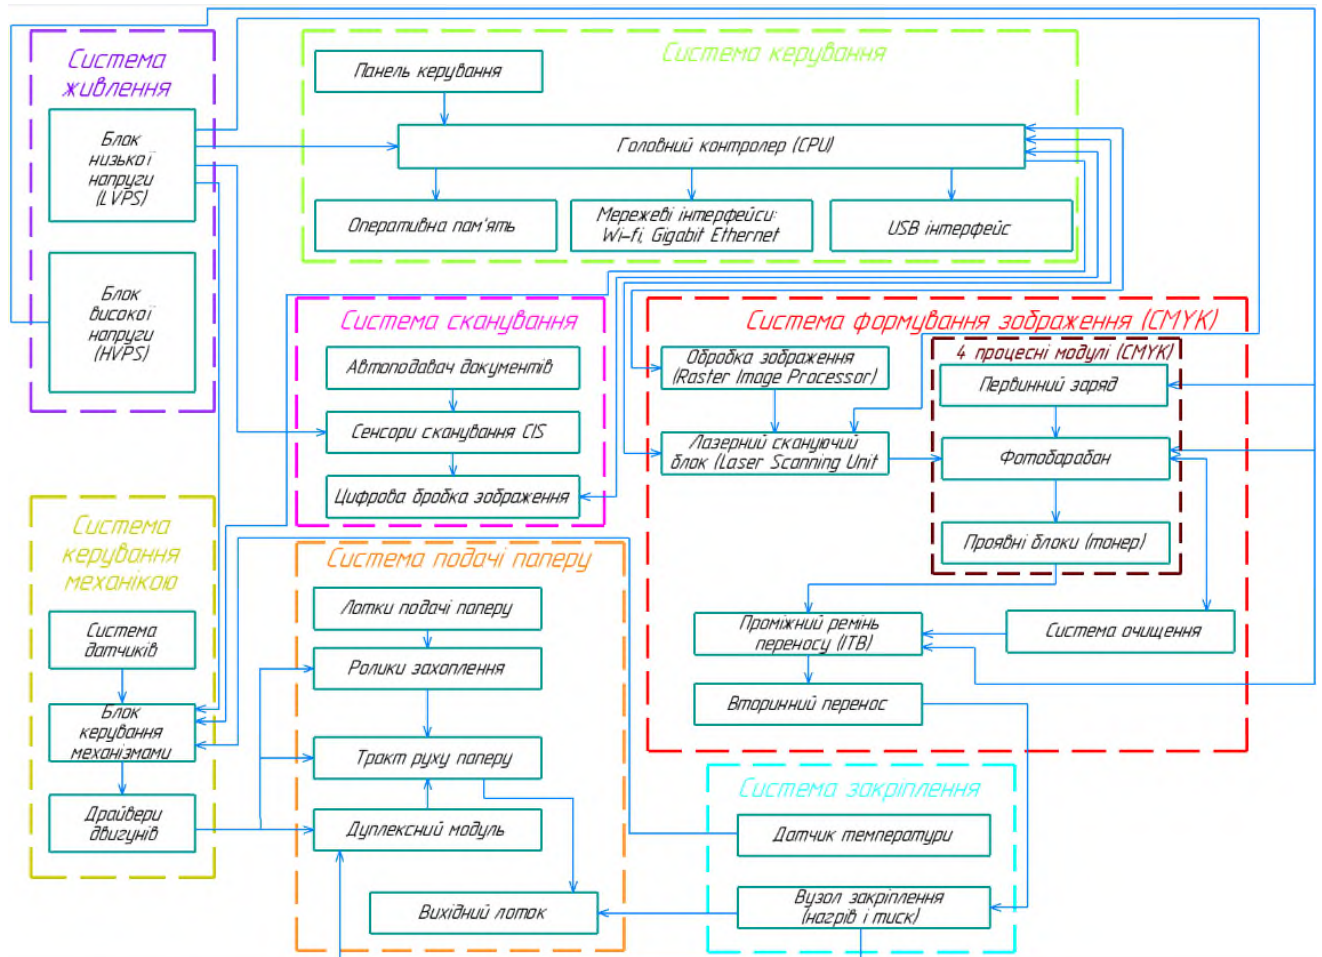 Система
живлення
Блок
низької
напруги
(LVPS)
Блок
високої
напруги
(HVPS)
Система керування
Панель керування
Головний контролер (CPU)
Оперативна пам'ять
Мережеві інтерфейси:
Wi-fi, Gigabit Ethernet
USB інтерфейс
Система сканування
Автоподавач документів
Сенсори сканування CIS
Цифрова бробка зображення
Система формування зображення (CMYK)
Обробка зображення
(Raster Image Processor)
Лазерний скануючий
блок (Laser Scanning Unit
4 процесні модулі (CMYK)
Первинний заряд
Фотобарабан
Проявні блоки (тонер)
Проміжний ремінь
переносу (ITB)
Система очищення
Вторинний перенос
Система
керування
механікою
Система
датчиків
Блок
керування
механізмами
Драйвери
двигунів
Система подачі паперу
Лотки подачі паперу
Ролики захоплення
Тракт руху паперу
Дуплексний модуль
Вихідний лоток
Система закріплення
Датчик температури
Вузол закріплення
(нагрів і тиск)